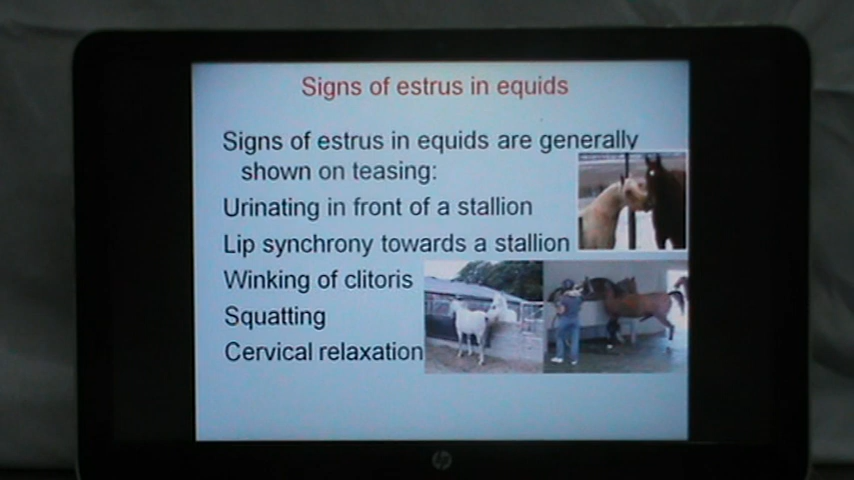 Signs of estrus in equids
Signs of estrus in equids are generally
shown on teasing:
Urinating in front of a stallion
Lip synchrony towards a stallion
Winking of clitoris
Squatting
Cervical relaxation
hp